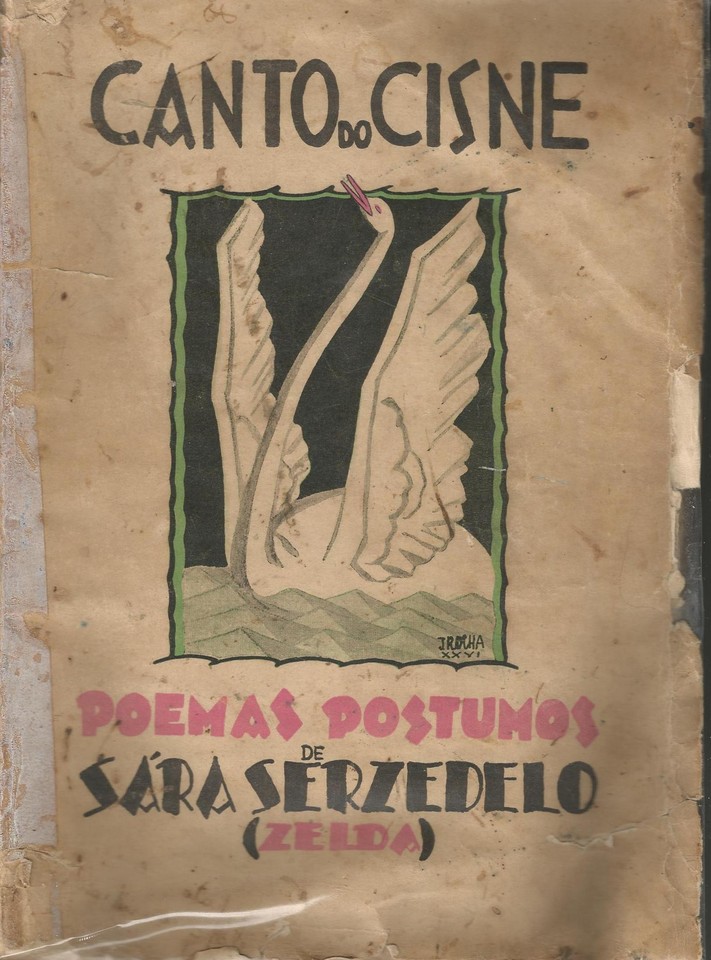 CANTO DO CISNE
J ROCHA
XXVI
POEMAS POSTUMOS
DE
SÁRA SERZEDELO
(ZELDA)